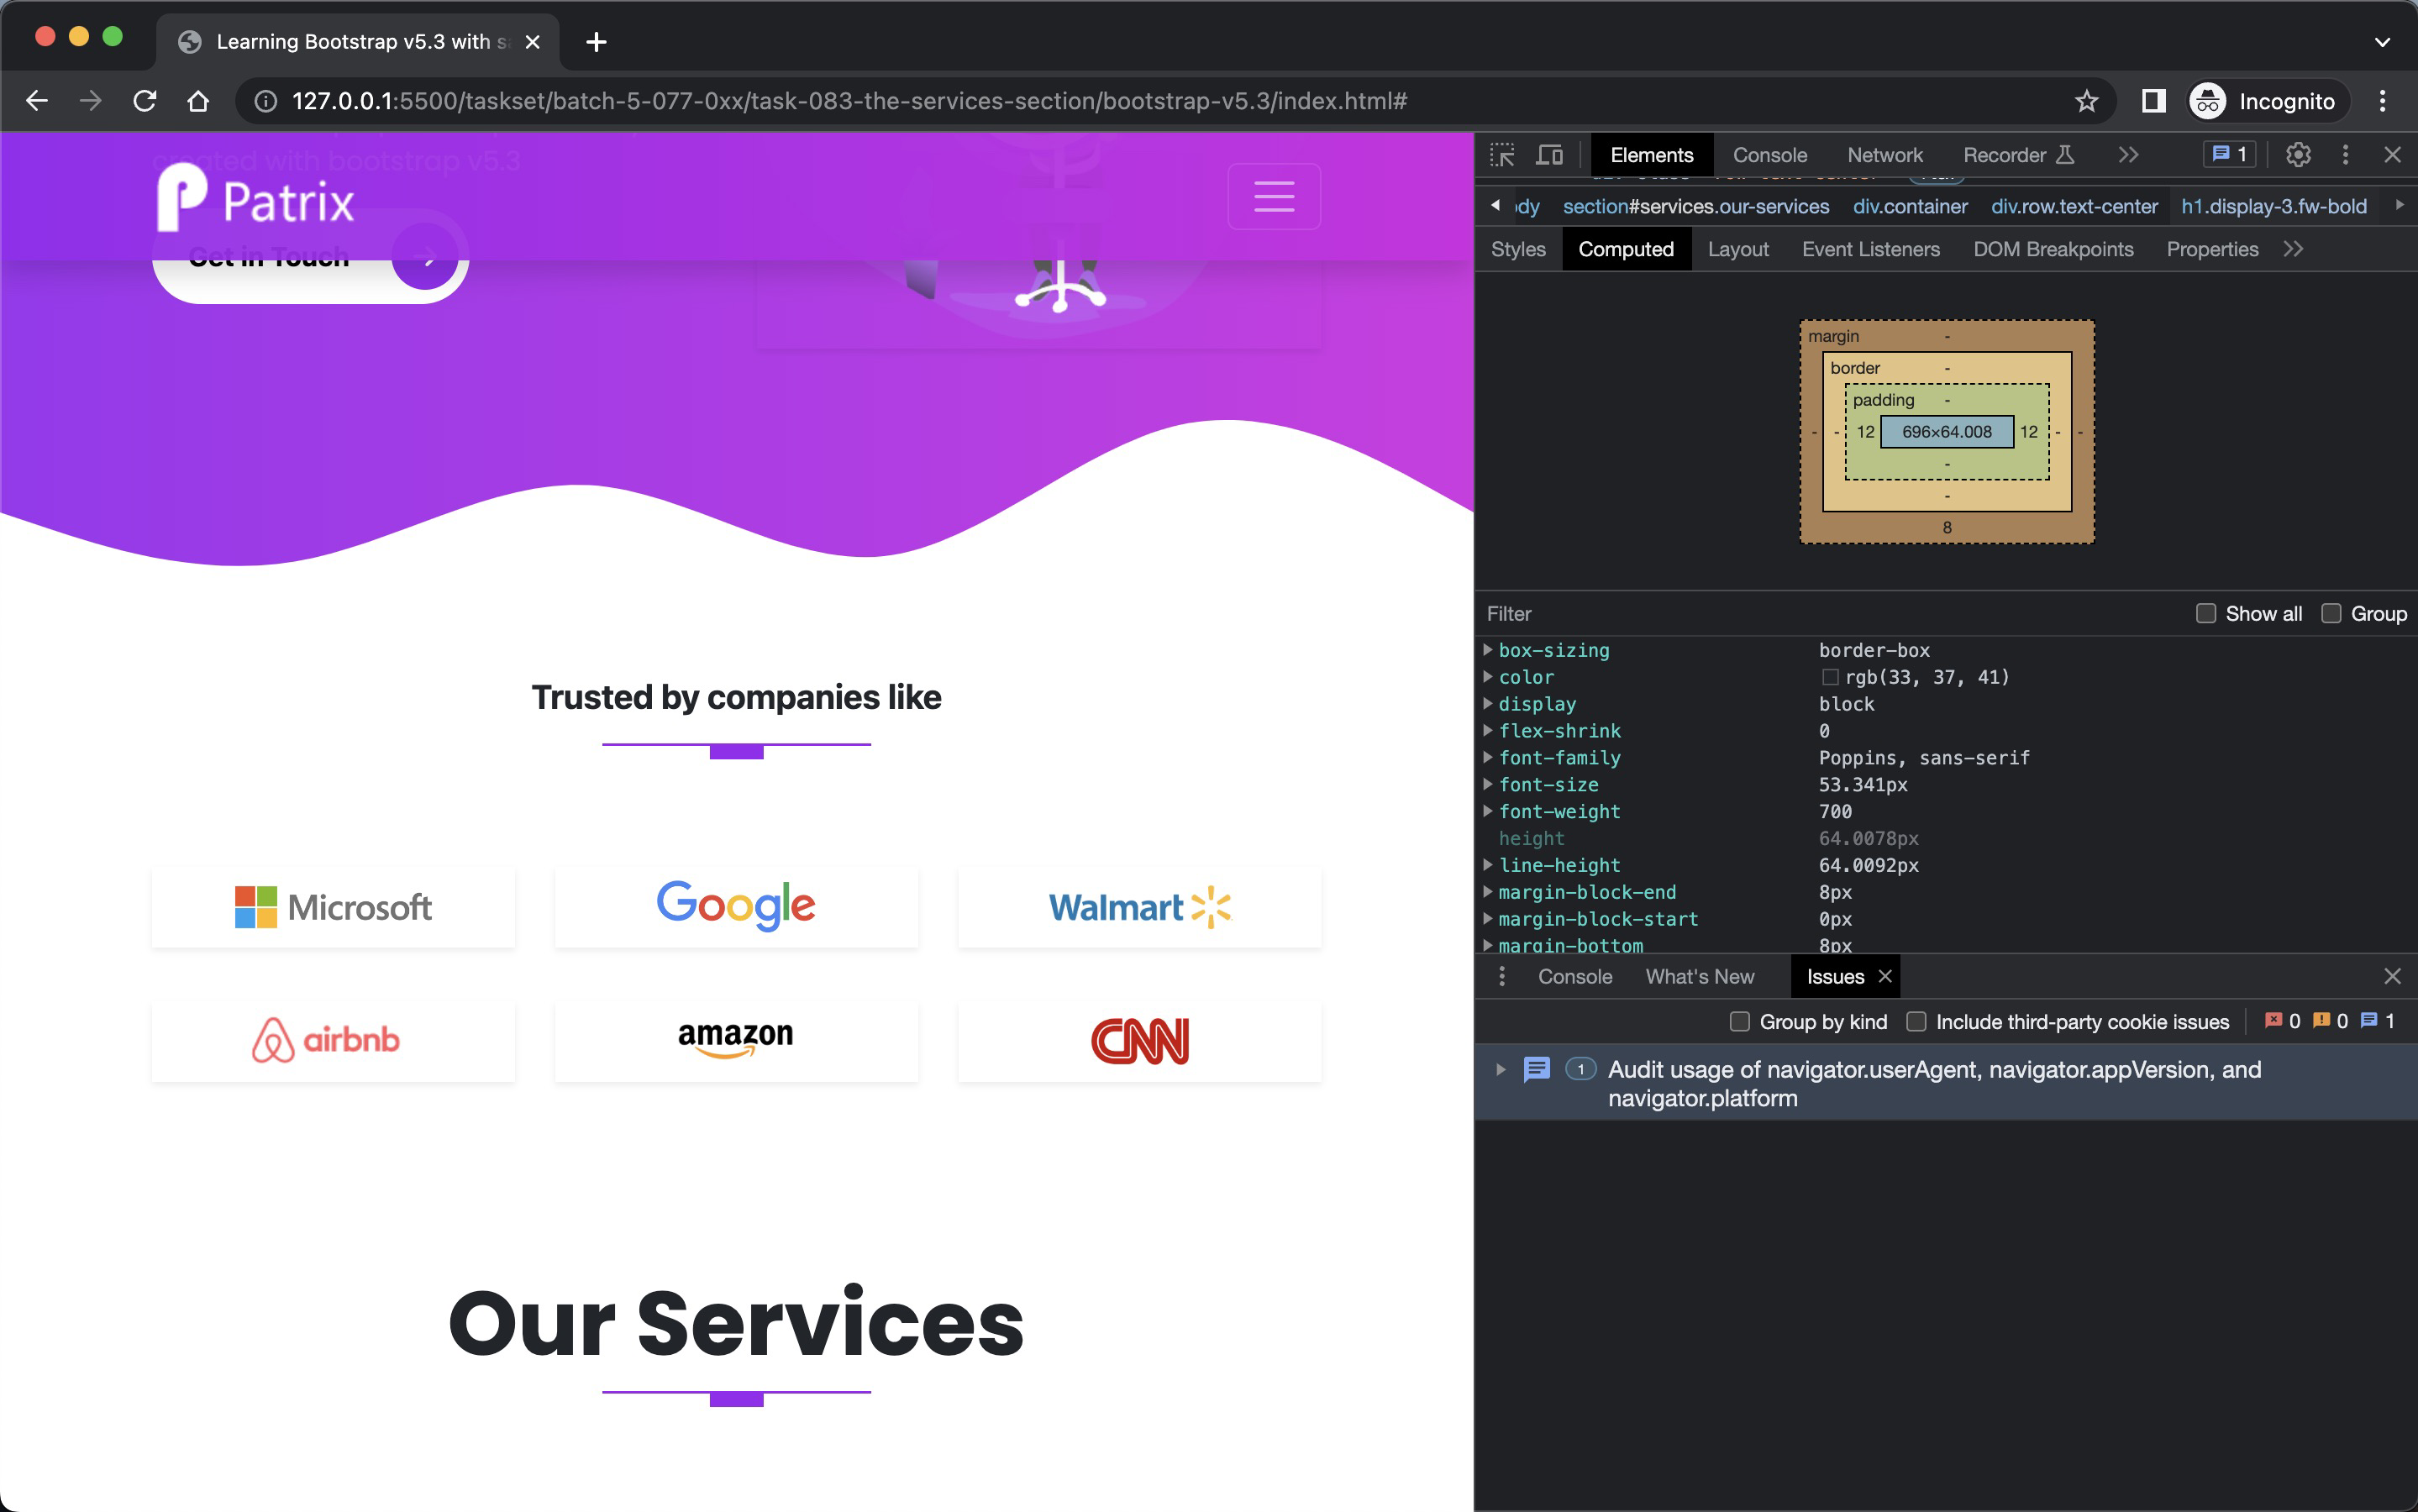 Learning Bootstrap v5.3 with s
127.0.0.1:5500/taskset/batch-5-077-0xx/task-083-the-services-section/bootstrap-v5.3/index.html#
Incognito
created with bootstrap v5.3
Patrix
Get in Touch
Trusted by companies like
Microsoft
Google
Walmart
airbnb
amazon
CNN
Our Services
Elements
Console
Network
Recorder
1
dy
section#services.our-services
div.container
div.row.text-center
h1.display-3.fw-bold
Styles
Computed
Layout
Event Listeners
DOM Breakpoints
Properties
margin -
border -
padding -
- - 12 696×64.008 12 - -
-
-
8
Filter
Show all
Group
box-sizing border-box
color rgb(33, 37, 41)
display block
flex-shrink 0
font-family Poppins, sans-serif
font-size 53.341px
font-weight 700
height 64.0078px
line-height 64.0092px
margin-block-end 8px
margin-block-start 0px
margin-bottom 8px
Console
What's New
Issues
Group by kind
Include third-party cookie issues
0 0 1
1
Audit usage of navigator.userAgent, navigator.appVersion, and
navigator.platform